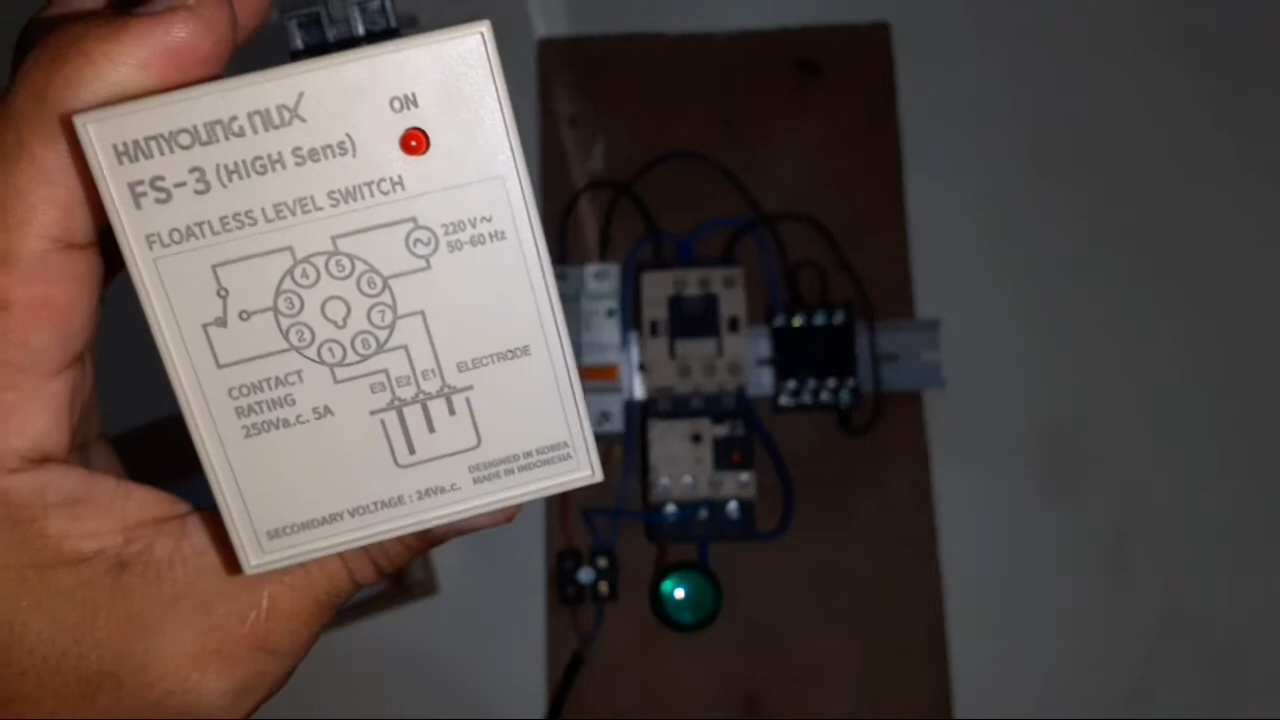 HANYOUNG NUX
ON
FS-3 (HIGH Sens)
FLOATLESS LEVEL SWITCH
220 V~
50-60 Hz
4
5
6
3
7
2
1
8
CONTACT
RATING
250Va.c. 5A
E3
E2
E1
ELECTRODE
DESIGNED IN KOREA
MADE IN INDONESIA
SECONDARY VOLTAGE : 24Va.c.